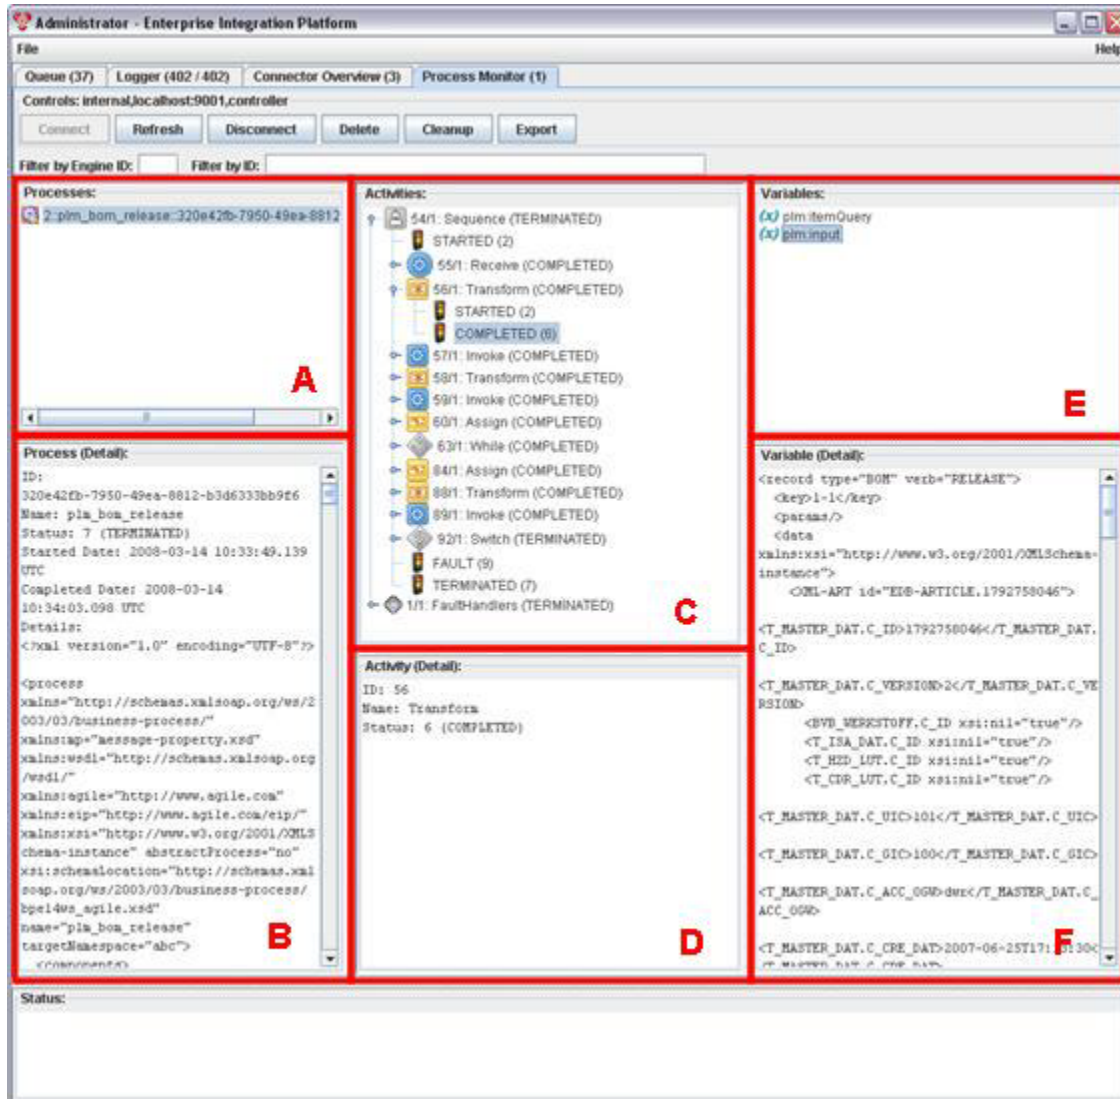 Administrator - Enterprise Integration Platform
File
Help
Queue (37)
Logger (402 / 402)
Connector Overview (3)
Process Monitor (1)
Controls: internal,localhost:9001,controller
Connect
Refresh
Disconnect
Delete
Cleanup
Export
Filter by Engine ID:
Filter by ID:
Processes:
2::plm_bom_release::320e42fb-7950-49ea-8812
A
Process (Detail):
ID:
320e42fb-7950-49ea-8812-b3d6333bb9f6
Name: plm_bom_release
Status: 7 (TERMINATED)
Started Date: 2008-03-14 10:33:49.139
UTC
Completed Date: 2008-03-14
10:34:03.098 UTC
Details:
<?xml version="1.0" encoding="UTF-8"?>
<process
xmlns="http://schemas.xmlsoap.org/ws/2
003/03/business-process/"
xmlns:mp="message-property.xsd"
xmlns:wsdl="http://schemas.xmlsoap.org
/wsdl/"
xmlns:agile="http://www.agile.com"
xmlns:eip="http://www.agile.com/eip/"
xmlns:xsi="http://www.w3.org/2001/XMLS
chema-instance" abstractProcess="no"
xsi:schemaLocation="http://schemas.xml
soap.org/ws/2003/03/business-process/
bpel4ws_agile.xsd"
name="plm_bom_release"
targetNamespace="abc">
<components>
B
Activities:
54/1: Sequence (TERMINATED)
STARTED (2)
55/1: Receive (COMPLETED)
56/1: Transform (COMPLETED)
STARTED (2)
COMPLETED (6)
57/1: Invoke (COMPLETED)
58/1: Transform (COMPLETED)
59/1: Invoke (COMPLETED)
60/1: Assign (COMPLETED)
63/1: While (COMPLETED)
84/1: Assign (COMPLETED)
88/1: Transform (COMPLETED)
89/1: Invoke (COMPLETED)
92/1: Switch (TERMINATED)
FAULT (9)
TERMINATED (7)
1/1: FaultHandlers (TERMINATED)
C
Activity (Detail):
ID: 56
Name: Transform
Status: 6 (COMPLETED)
D
Variables:
(x) plm:itemQuery
(x) plm:input
E
Variable (Detail):
<record type="BOM" verb="RELEASE">
<key>1-1</key>
<params/>
<data
xmlns:xsi="http://www.w3.org/2001/XMLSchema-
instance">
<XML-ART id="EDB-ARTICLE.1792758046">
<T_MASTER_DAT.C_ID>1792758046</T_MASTER_DAT.
C_ID>
<T_MASTER_DAT.C_VERSION>2</T_MASTER_DAT.C_VE
RSION>
<BVB_WERKSTOFF.C_ID xsi:nil="true"/>
<T_ISA_DAT.C_ID xsi:nil="true"/>
<T_HZD_LUT.C_ID xsi:nil="true"/>
<T_CDR_LUT.C_ID xsi:nil="true"/>
<T_MASTER_DAT.C_UIC>101</T_MASTER_DAT.C_UIC>
<T_MASTER_DAT.C_GIC>100</T_MASTER_DAT.C_GIC>
<T_MASTER_DAT.C_ACC_OGW>dwr</T_MASTER_DAT.C_
ACC_OGW>
F
Status: